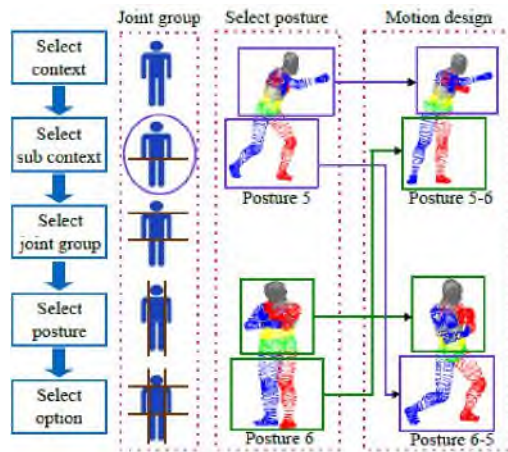 Joint group
Select posture
Motion design
Select
context
Select
sub context
Select
joint group
Select
posture
Select
option
Posture 5
Posture 5-6
Posture 6
Posture 6-5